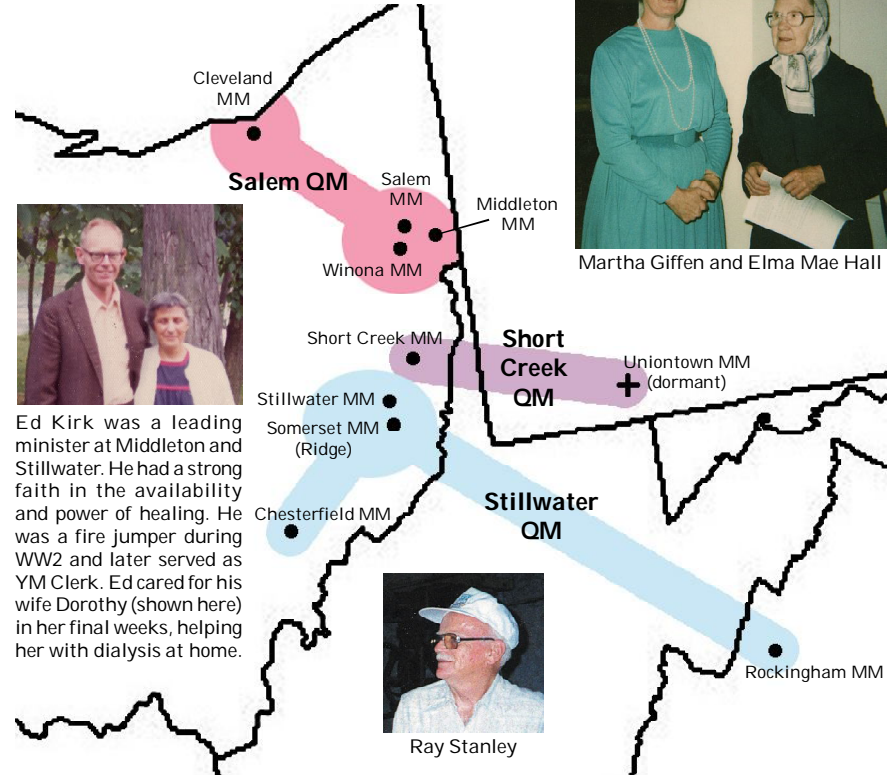 Cleveland
MM
Salem QM
Salem
MM
Middleton
MM
Winona MM
Martha Giffen and Elma Mae Hall
Short Creek MM
Short
Creek
QM
Uniontown MM
(dormant)
Stillwater MM
Somerset MM
(Ridge)
Chesterfield MM
Stillwater
QM
Rockingham MM
Ed Kirk was a leading
minister at Middleton and
Stillwater. He had a strong
faith in the availability
and power of healing. He
was a fire jumper during
WW2 and later served as
YM Clerk. Ed cared for his
wife Dorothy (shown here)
in her final weeks, helping
her with dialysis at home.
Ray Stanley